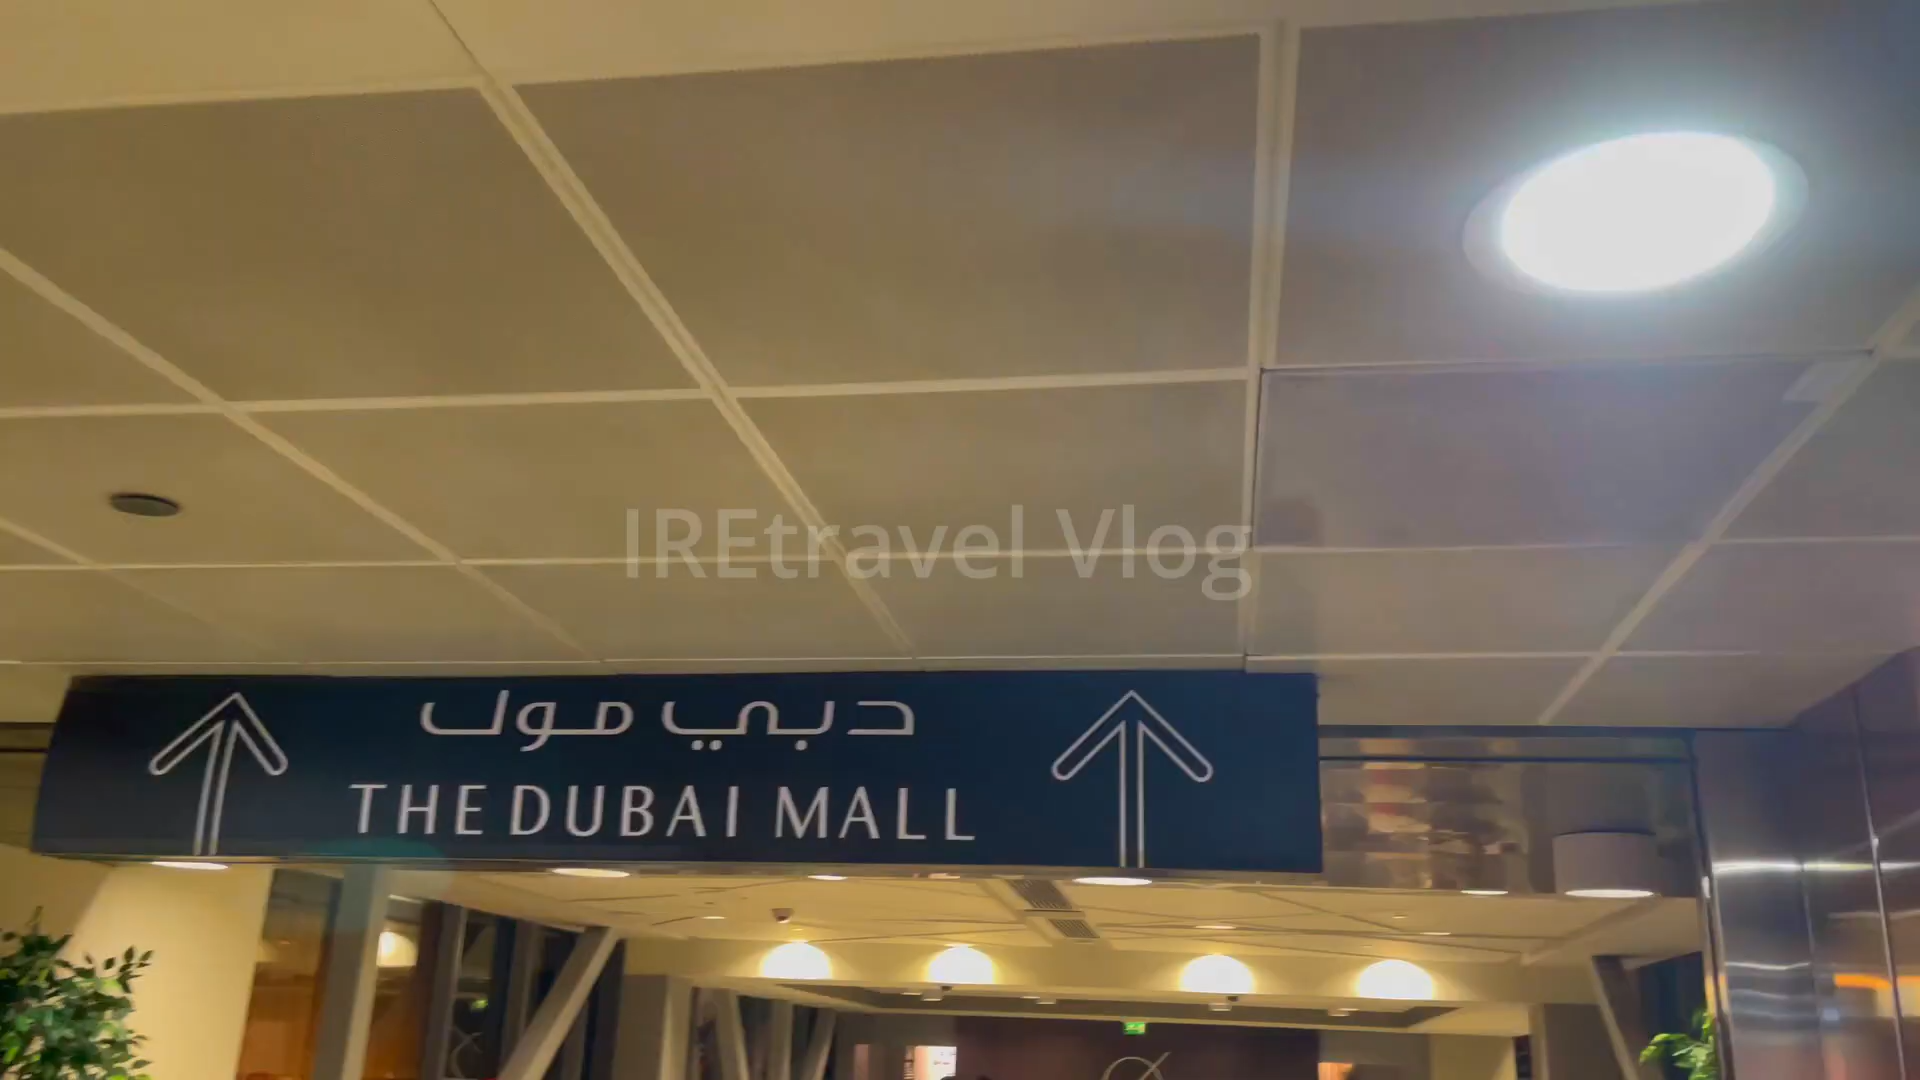 IREtravel Vlog
دبي مول
THE DUBAI MALL